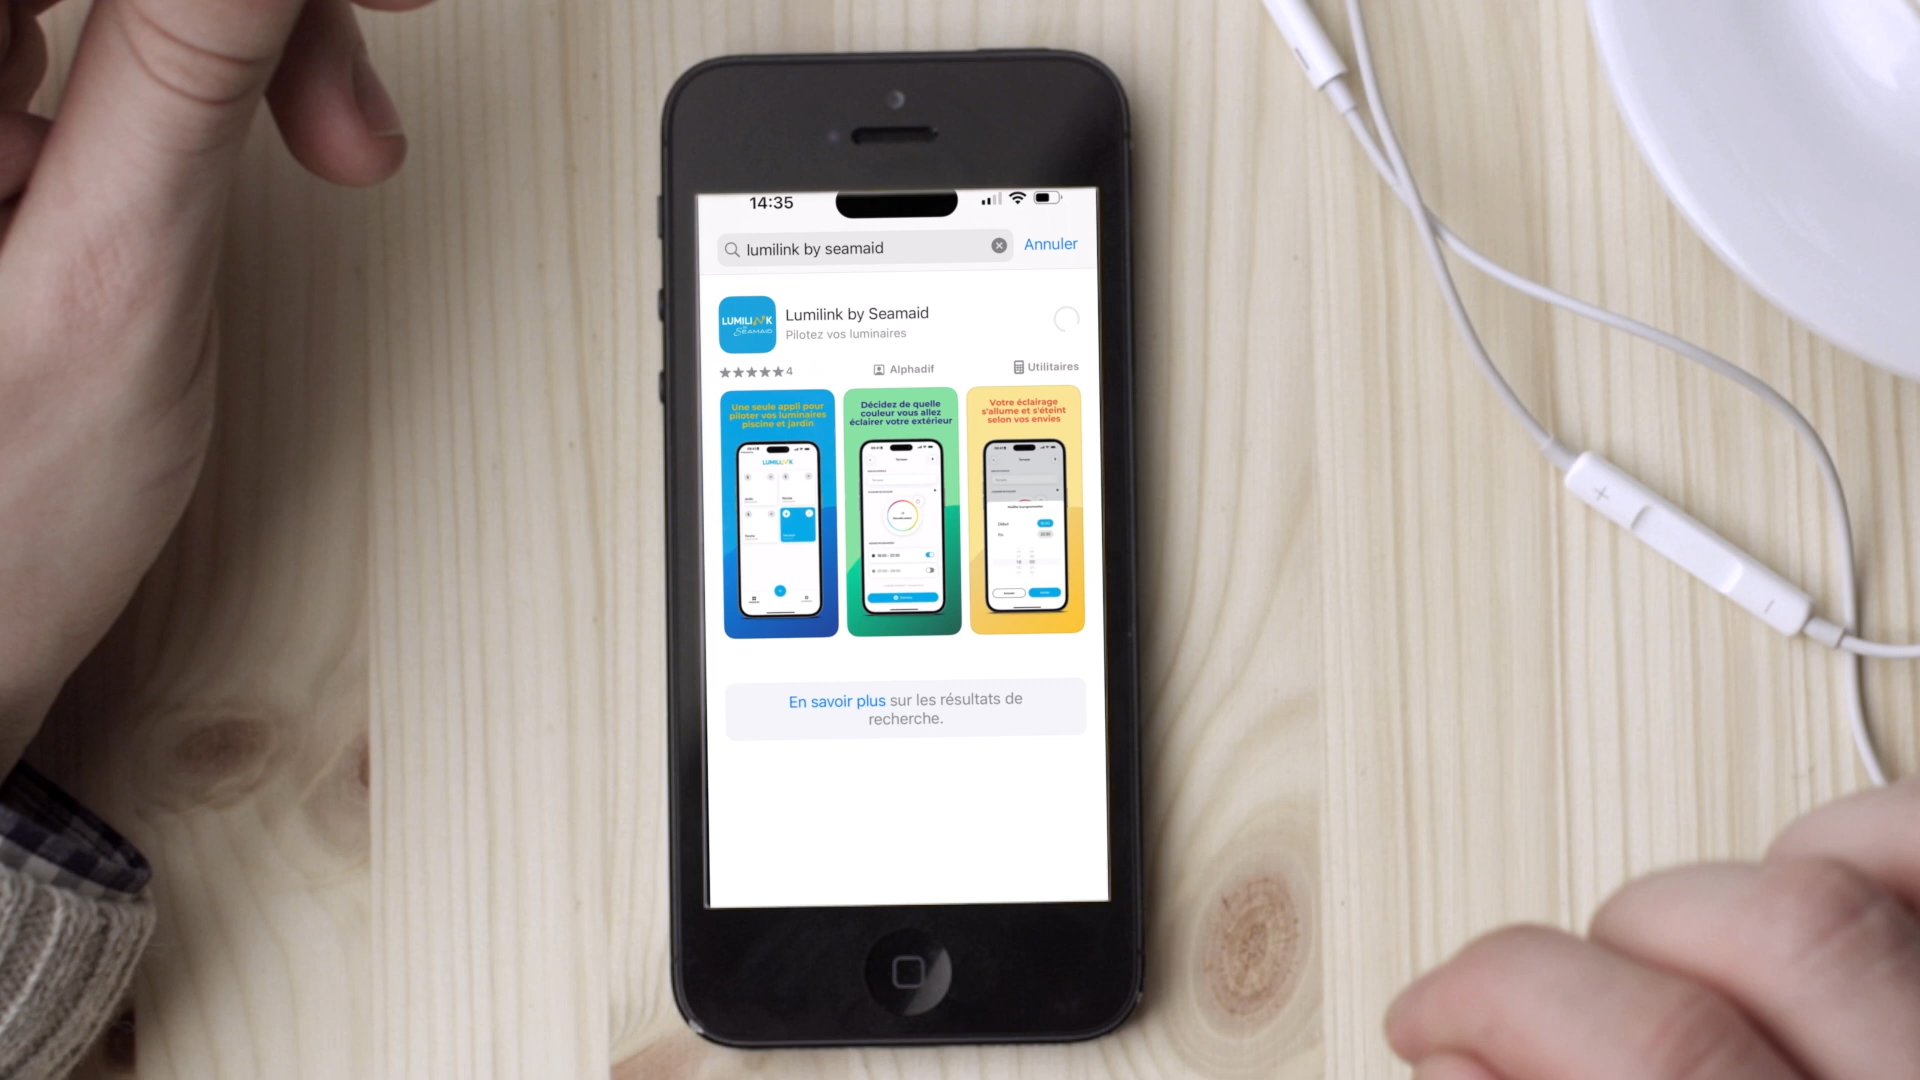 14:35
lumilink by seamaid
Annuler
LUMILINK
SEAMAID
Lumilink by Seamaid
Pilotez vos luminaires
4
Alphadif
Utilitaires
Une seule appli pour
piloter vos luminaires
piscine et jardin
Décidez de quelle
couleur vous allez
éclairer votre extérieur
Votre éclairage
s'allume et s'éteint
selon vos envies
LUMILINK
En savoir plus sur les résultats de
recherche.